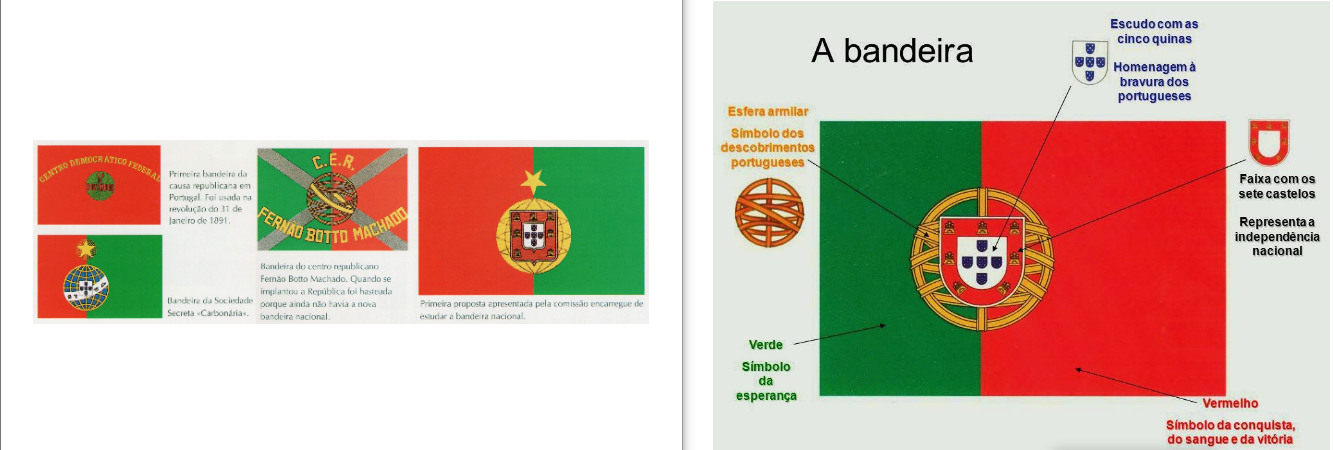 CENTRO DEMOCRÁTICO FEDERAL
Primeira bandeira da
causa republicana em
Portugal. Foi usada na
revolução do 31 de
Janeiro de 1891.
Bandeira da Sociedade
Secreta «Carbonária».
C.E.R.
FERNÃO BOTTO MACHADO
Bandeira do centro republicano
Fernão Botto Machado. Quando se
implantou a República foi hasteada
porque ainda não havia a nova
bandeira nacional.
Primeira proposta apresentada pela comissão encarregue de
estudar a bandeira nacional.
A bandeira
Escudo com as
cinco quinas
Homenagem à
bravura dos
portugueses
Esfera armilar
Símbolo dos
descobrimentos
portugueses
Faixa com os
sete castelos
Representa a
independência
nacional
Verde
Símbolo
da
esperança
Vermelho
Símbolo da conquista,
do sangue e da vitória